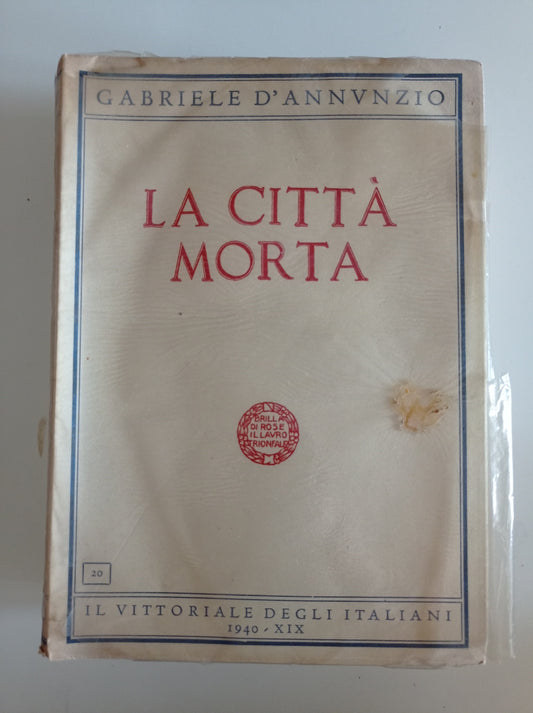 GABRIELE D'ANNVNZIO
LA CITTÀ
MORTA
BRILLA
DI ROSE
IL LAVRO
TRIONFALE
20
IL VITTORIALE DEGLI ITALIANI
1940 - XIX